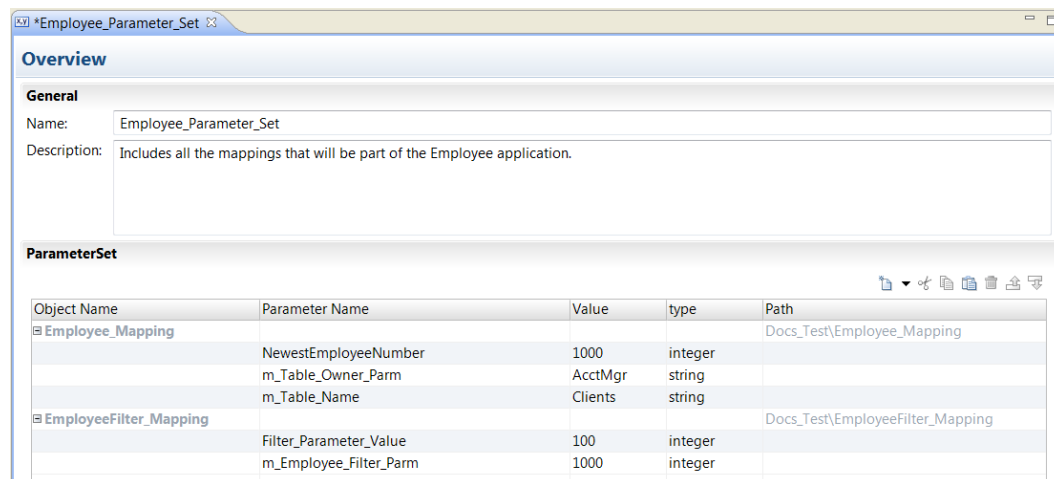 *Employee_Parameter_Set
Overview
General
Name: Employee_Parameter_Set
Description: Includes all the mappings that will be part of the Employee application.
ParameterSet
Object Name Parameter Name Value type Path
Employee_Mapping Docs_Test\Employee_Mapping
NewestEmployeeNumber 1000 integer
m_Table_Owner_Parm AcctMgr string
m_Table_Name Clients string
EmployeeFilter_Mapping Docs_Test\EmployeeFilter_Mapping
Filter_Parameter_Value 100 integer
m_Employee_Filter_Parm 1000 integer